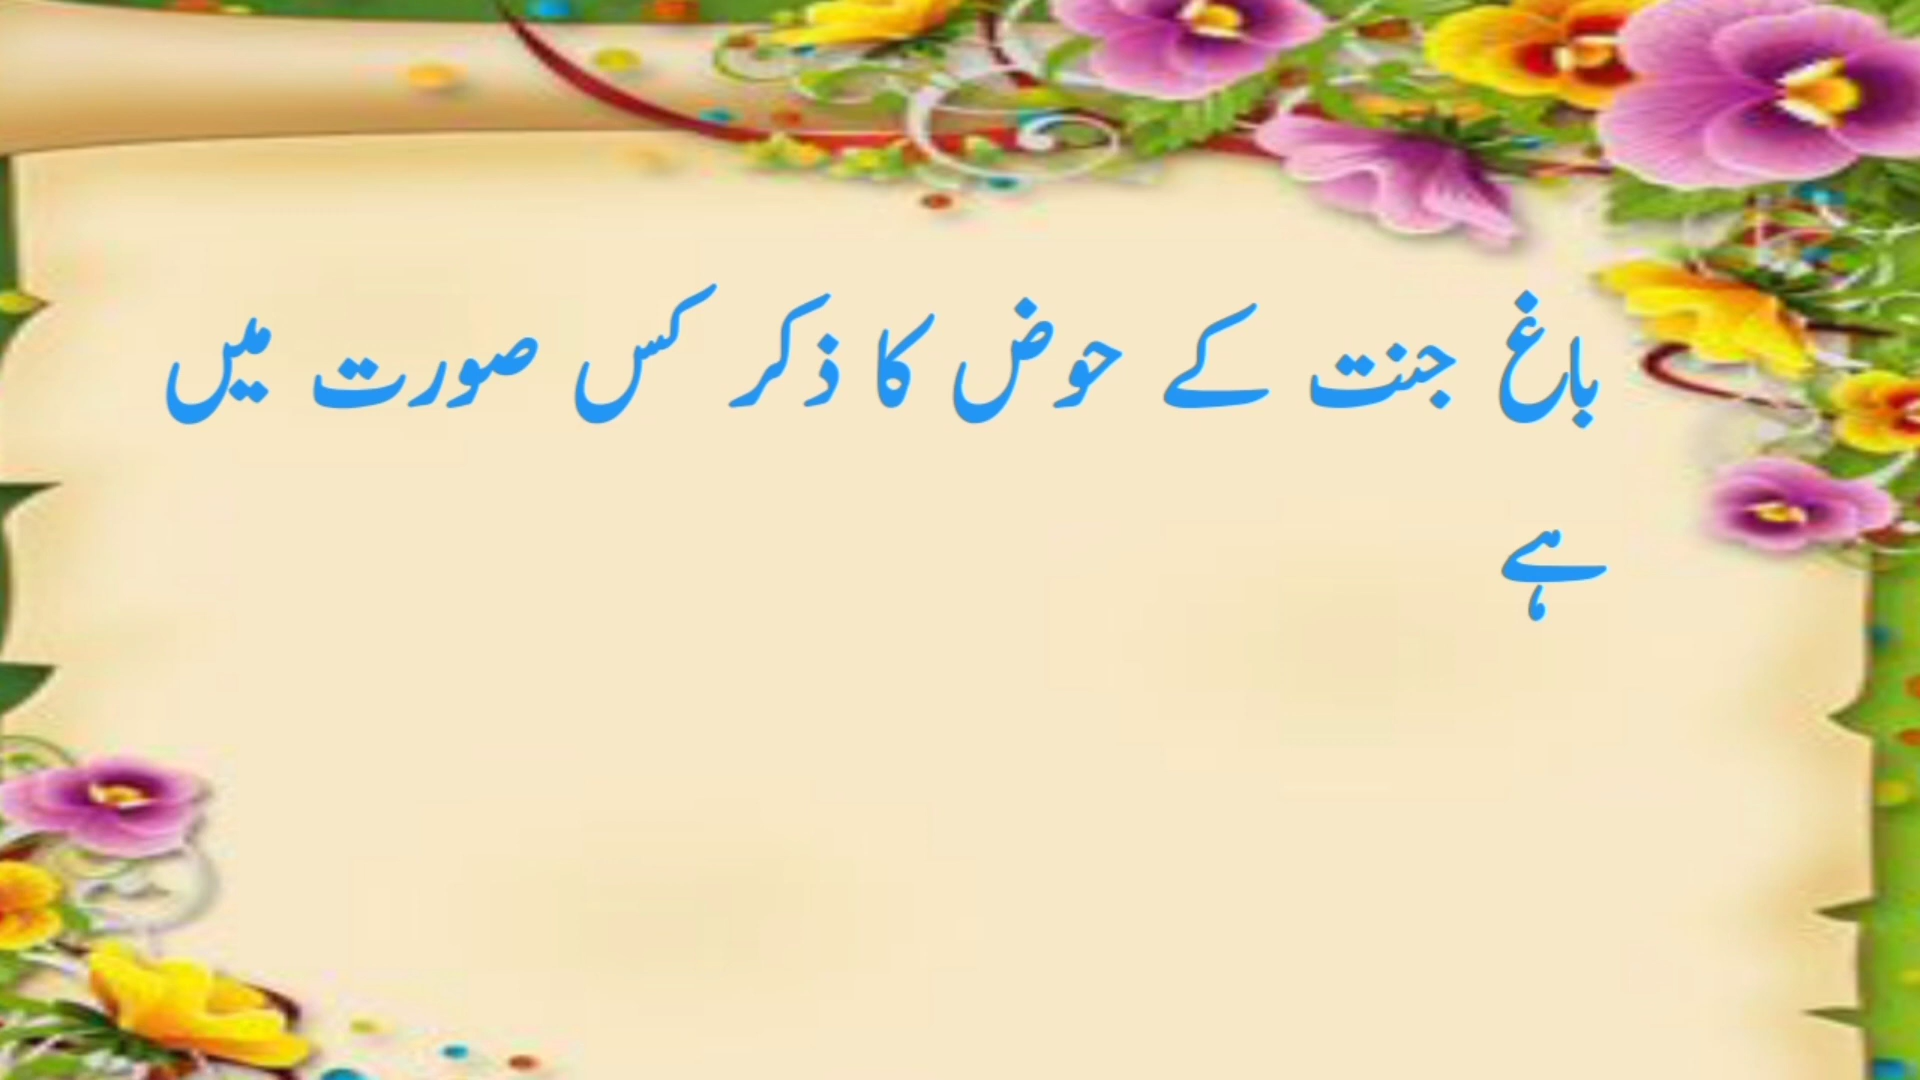 باغ جنت کے حوض کا ذکر کس صورت میں
ہے